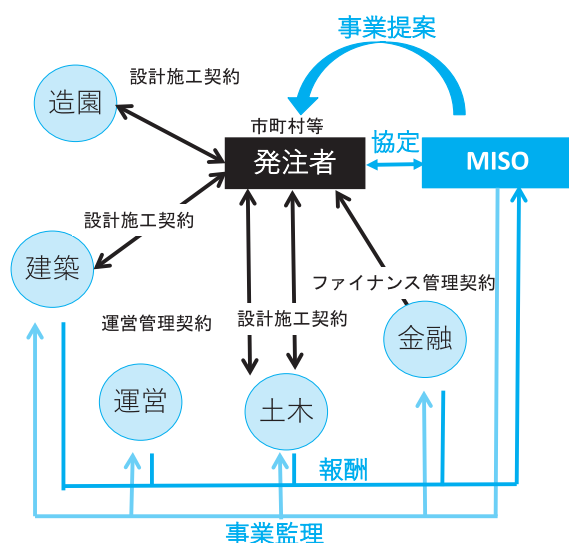 事業提案
設計施工契約
造園
市町村等
発注者
協定
MISO
設計施工契約
建築
ファイナンス管理契約
運営管理契約
設計施工契約
金融
運営
土木
報酬
事業監理